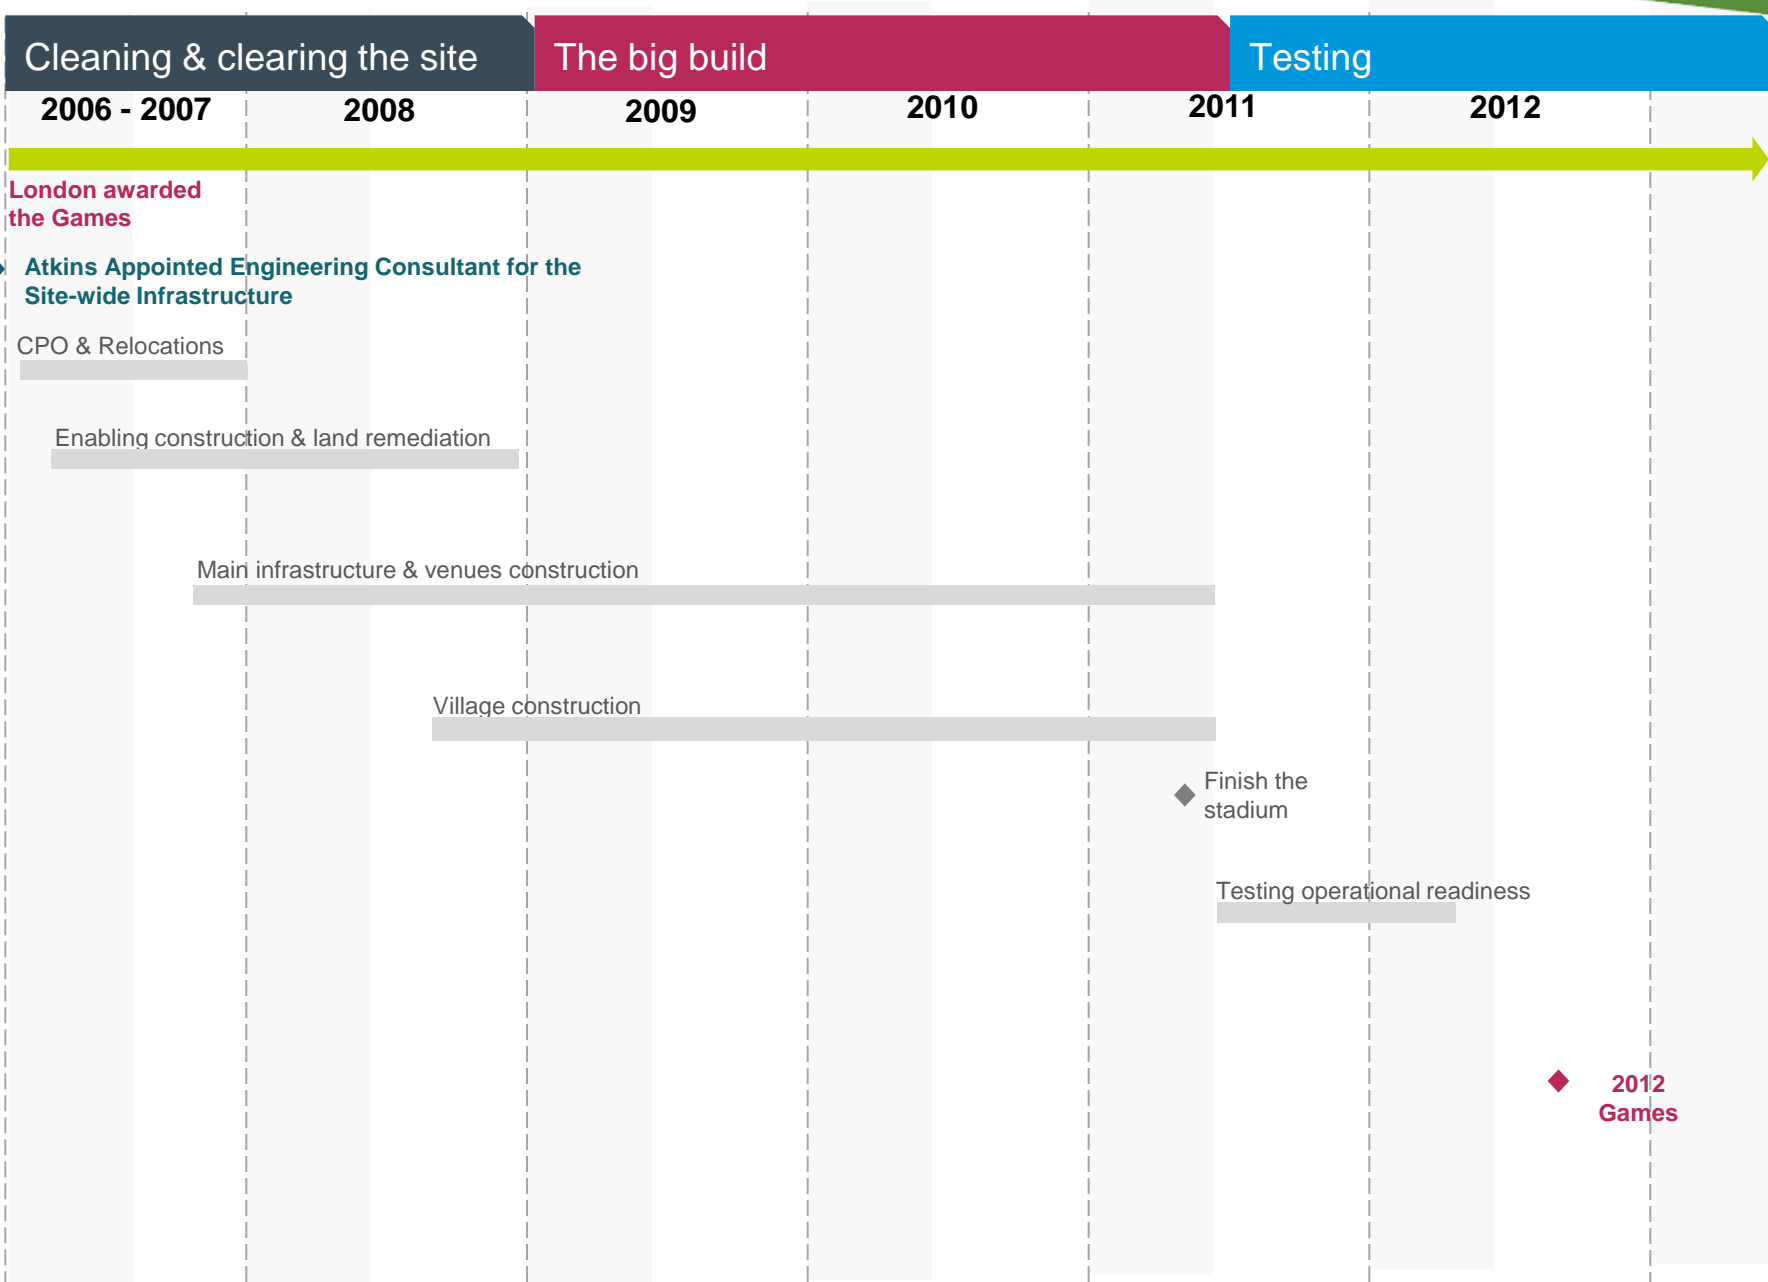 Cleaning & clearing the site
The big build
Testing
2006 - 2007
2008
2009
2010
2011
2012
London awarded
the Games
Atkins Appointed Engineering Consultant for the
Site-wide Infrastructure
CPO & Relocations
Enabling construction & land remediation
Main infrastructure & venues construction
Village construction
Finish the
stadium
Testing operational readiness
2012
Games